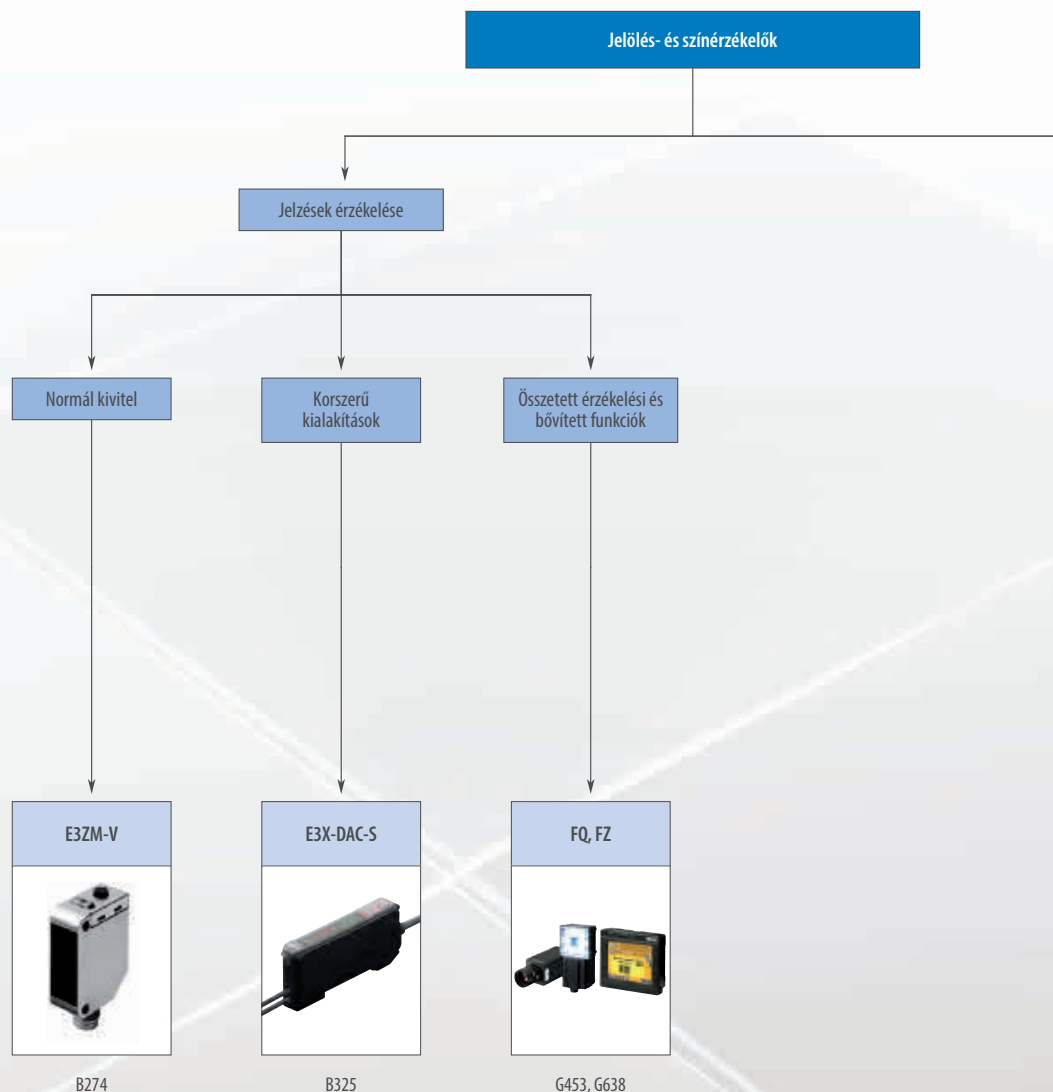 Jelölés- és színérzékelők
Jelzések érzékelése
Normál kivitel
Korszerű
kialakítások
Összetett érzékelési és
bővített funkciók
E3ZM-V
E3X-DAC-S
FQ, FZ
B274
B325
G453, G638